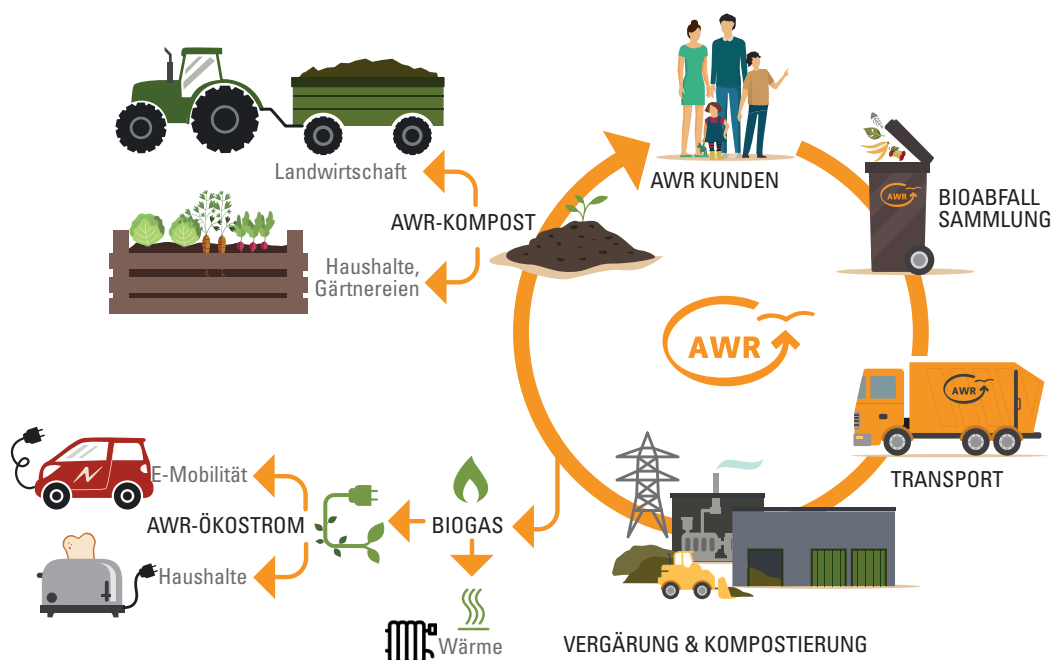 Landwirtschaft
AWR KUNDEN
AWR
BIOABFALL
SAMMLUNG
AWR-KOMPOST
Haushalte,
Gärtnereien
AWR
AWR
TRANSPORT
E-Mobilität
AWR-ÖKOSTROM
BIOGAS
Haushalte
Wärme
VERGÄRUNG & KOMPOSTIERUNG